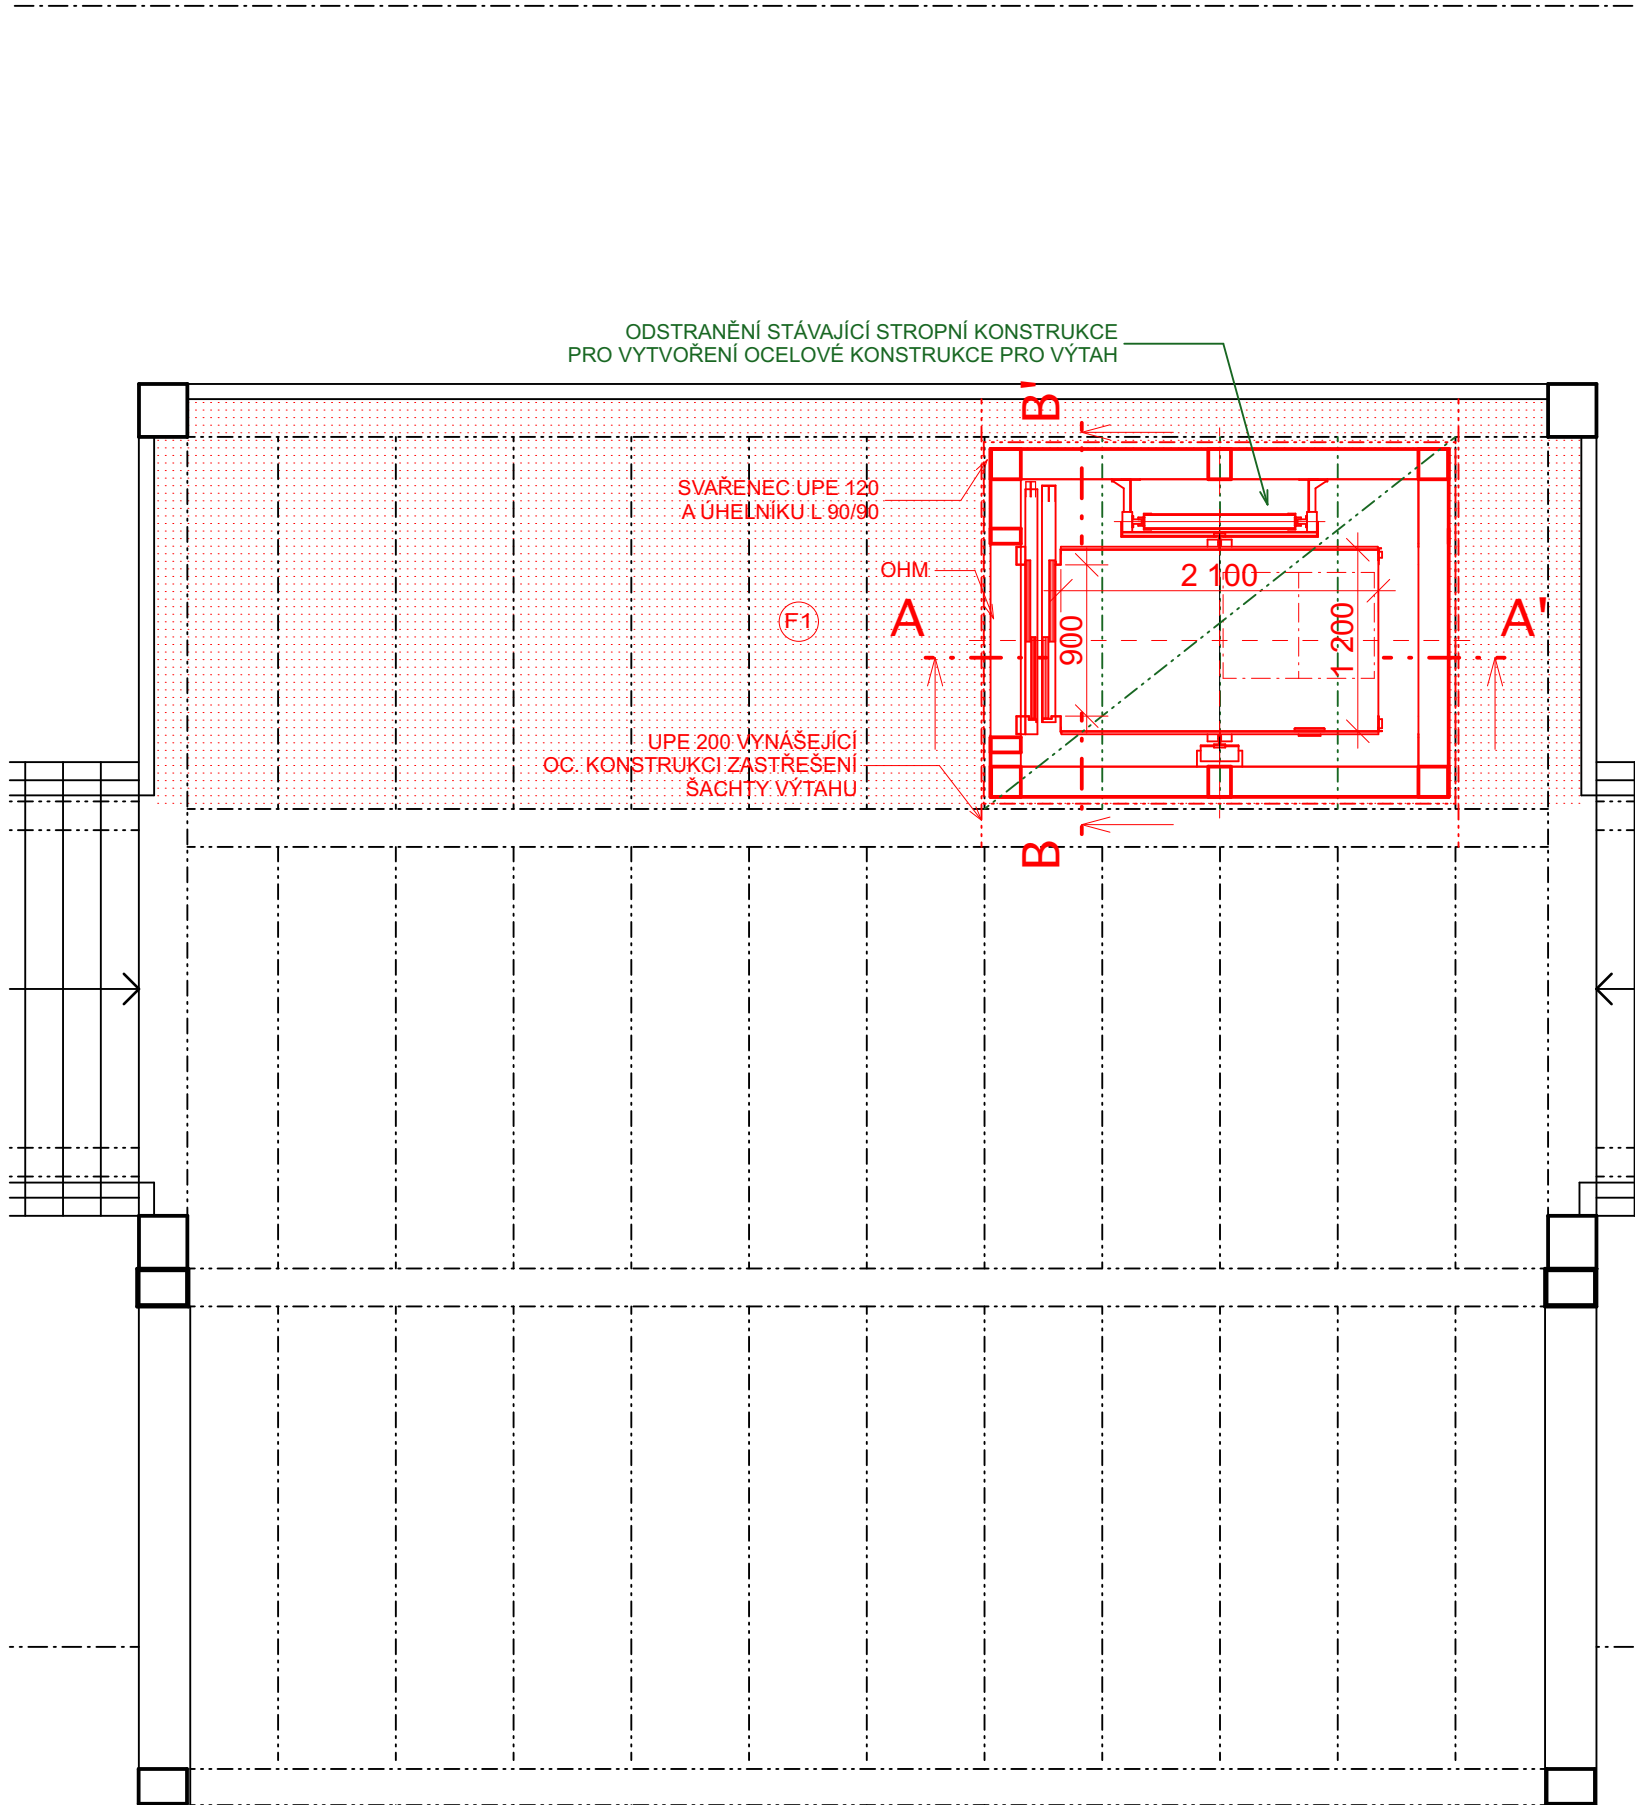 ODSTRANĚNÍ STÁVAJÍCÍ STROPNÍ KONSTRUKCE
PRO VYTVOŘENÍ OCELOVÉ KONSTRUKCE PRO VÝTAH
B'
SVAŘENEC UPE 120
A ÚHELNÍKU L 90/90
OHM
2 100
F1
A
900
1 200
A'
UPE 200 VYNÁŠEJÍCÍ
OC. KONSTRUKCI ZASTŘEŠENÍ
ŠACHTY VÝTAHU
B